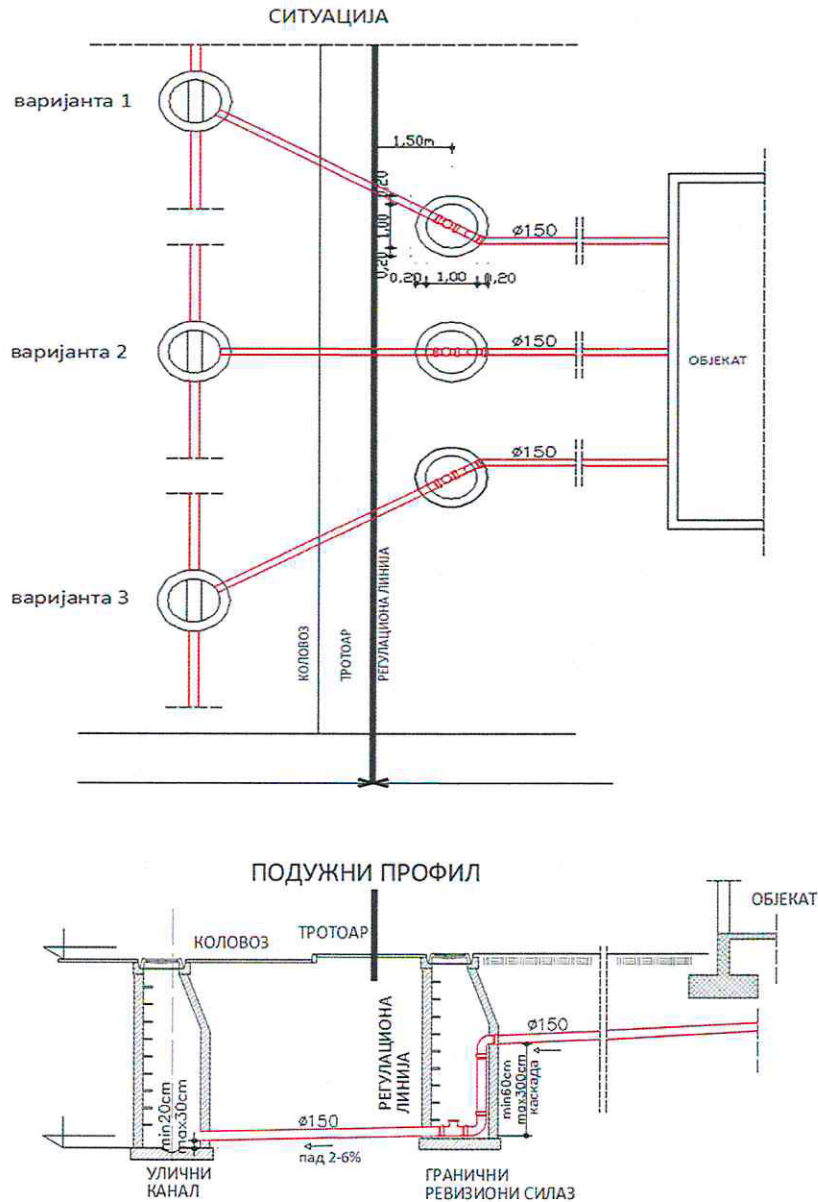 СИТУАЦИЈА
варијанта 1
1,50m
0,20
1,00
0,20
0,20 1,00 0,20
ø150
варијанта 2
ø150
ОБЈЕКАТ
ø150
варијанта 3
КОЛОВОЗ
ТРОТОАР
РЕГУЛАЦИОНА ЛИНИЈА
ПОДУЖНИ ПРОФИЛ
ОБЈЕКАТ
КОЛОВОЗ
ТРОТОАР
РЕГУЛАЦИОНА
ЛИНИЈА
ø150
min60cm
max300cm
каскада
min20cm
max30cm
ø150
пад 2-6%
УЛИЧНИ
КАНАЛ
ГРАНИЧНИ
РЕВИЗИОНИ СИЛАЗ